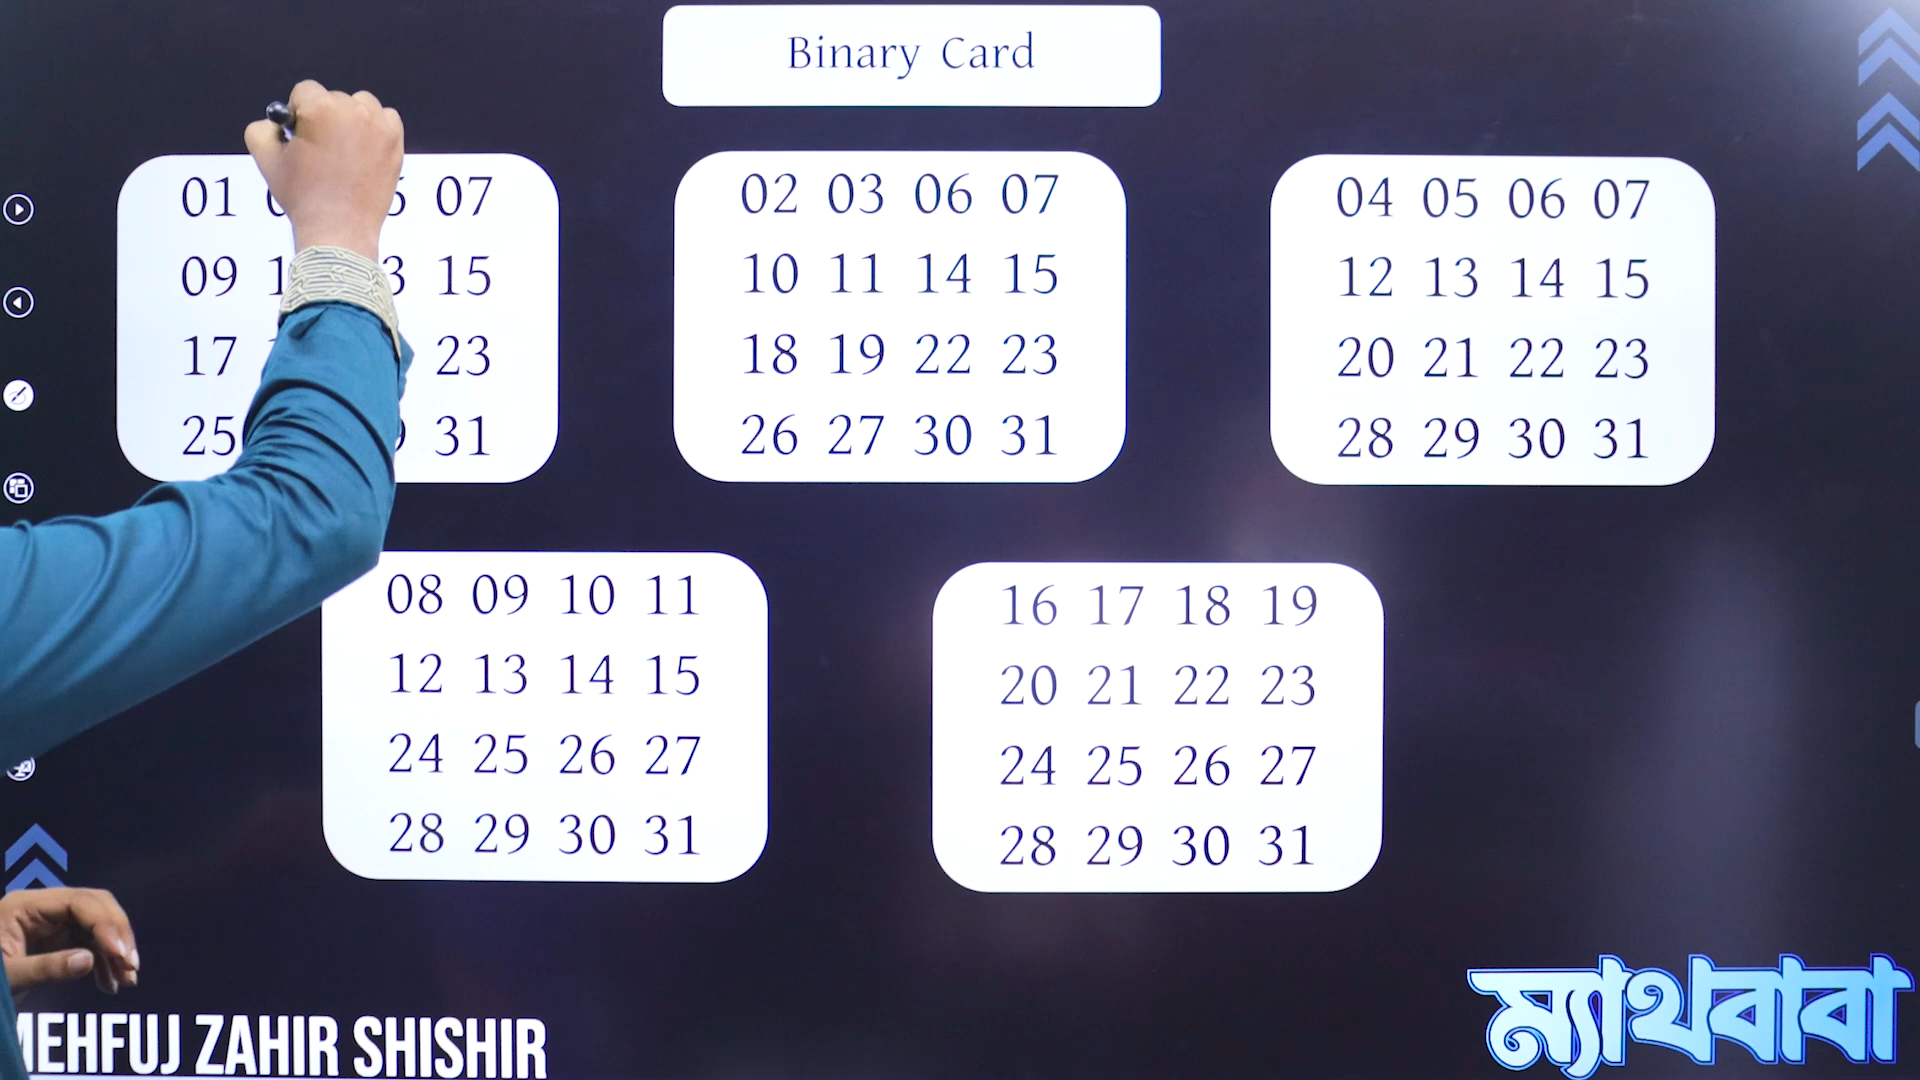 Binary Card
01 07
09 15
17 23
25 31
02 03 06 07
10 11 14 15
18 19 22 23
26 27 30 31
04 05 06 07
12 13 14 15
20 21 22 23
28 29 30 31
08 09 10 11
12 13 14 15
24 25 26 27
28 29 30 31
16 17 18 19
20 21 22 23
24 25 26 27
28 29 30 31
MEHFUJ ZAHIR SHISHIR
ম্যাথবাবা